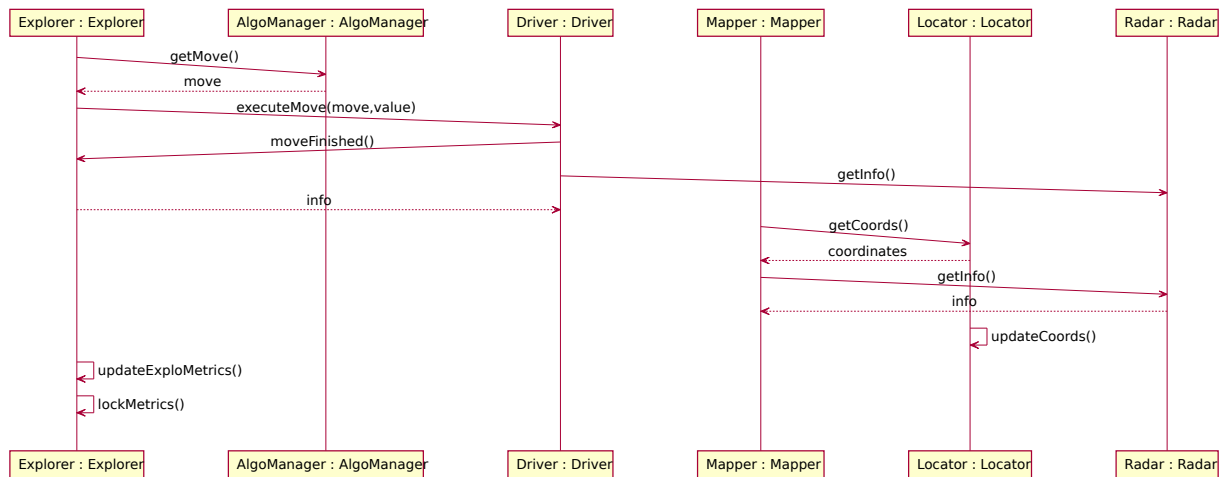 Explorer : Explorer
AlgoManager : AlgoManager
Driver : Driver
Mapper : Mapper
Locator : Locator
Radar : Radar
getMove()
move
executeMove(move,value)
moveFinished()
getInfo()
info
getCoords()
coordinates
getInfo()
info
updateCoords()
updateExploMetrics()
lockMetrics()
Explorer : Explorer
AlgoManager : AlgoManager
Driver : Driver
Mapper : Mapper
Locator : Locator
Radar : Radar